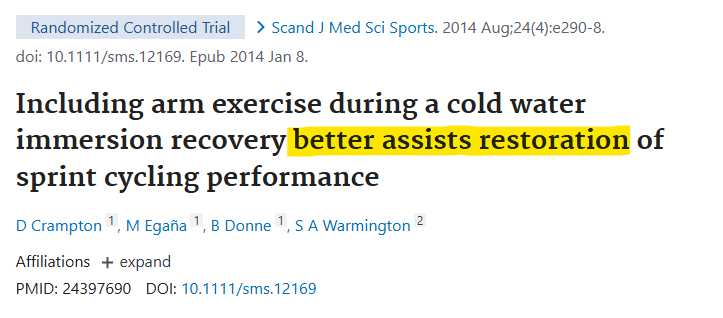 Randomized Controlled Trial > Scand J Med Sci Sports. 2014 Aug;24(4):e290-8.
doi: 10.1111/sms.12169. Epub 2014 Jan 8.
Including arm exercise during a cold water
immersion recovery better assists restoration of
sprint cycling performance
D Crampton 1, M Egaña 1, B Donne 1, S A Warmington 2
Affiliations + expand
PMID: 24397690 DOI: 10.1111/sms.12169